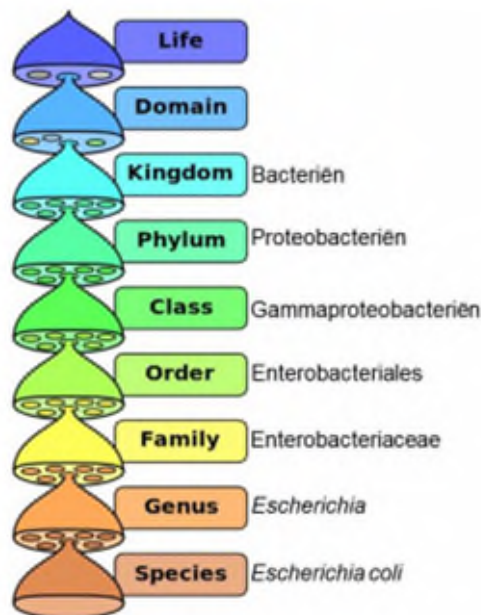 Life
Domain
Kingdom Bacteriën
Phylum Proteobacteriën
Class Gammaproteobacteriën
Order Enterobacteriales
Family Enterobacteriaceae
Genus Escherichia
Species Escherichia coli